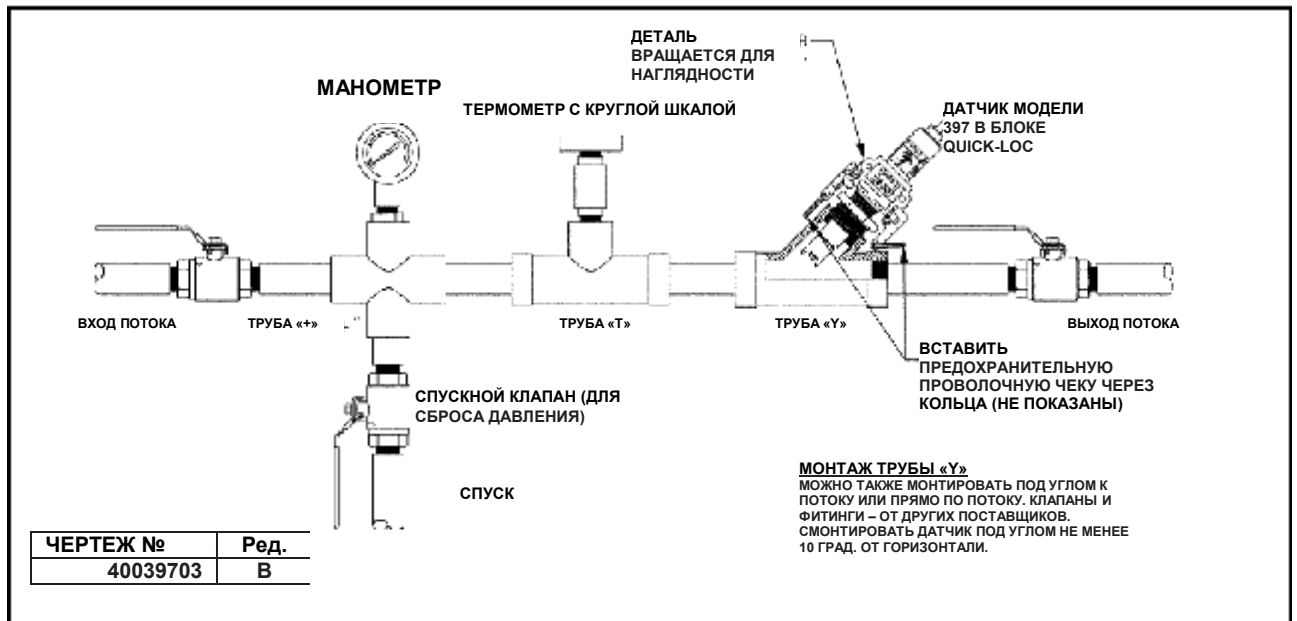 ДЕТАЛЬ
ВРАЩАЕТСЯ ДЛЯ
НАГЛЯДНОСТИ
МАНОМЕТР
ТЕРМОМЕТР С КРУГЛОЙ ШКАЛОЙ
ДАТЧИК МОДЕЛИ
397 В БЛОКЕ
QUICK-LOC
ВХОД ПОТОКА
ТРУБА «+»
ТРУБА «T»
ТРУБА «Y»
ВЫХОД ПОТОКА
ВСТАВИТЬ
ПРЕДОХРАНИТЕЛЬНУЮ
ПРОВОЛОЧНУЮ ЧЕКУ ЧЕРЕЗ
КОЛЬЦА (НЕ ПОКАЗАНЫ)
СПУСКНОЙ КЛАПАН (ДЛЯ
СБРОСА ДАВЛЕНИЯ)
СПУСК
МОНТАЖ ТРУБЫ «Y»
МОЖНО ТАКЖЕ МОНТИРОВАТЬ ПОД УГЛОМ К
ПОТОКУ ИЛИ ПРЯМО ПО ПОТОКУ. КЛАПАНЫ И
ФИТИНГИ – ОТ ДРУГИХ ПОСТАВЩИКОВ.
СМОНТИРОВАТЬ ДАТЧИК ПОД УГЛОМ НЕ МЕНЕЕ
10 ГРАД. ОТ ГОРИЗОНТАЛИ.
ЧЕРТЕЖ № Ред.
40039703 B